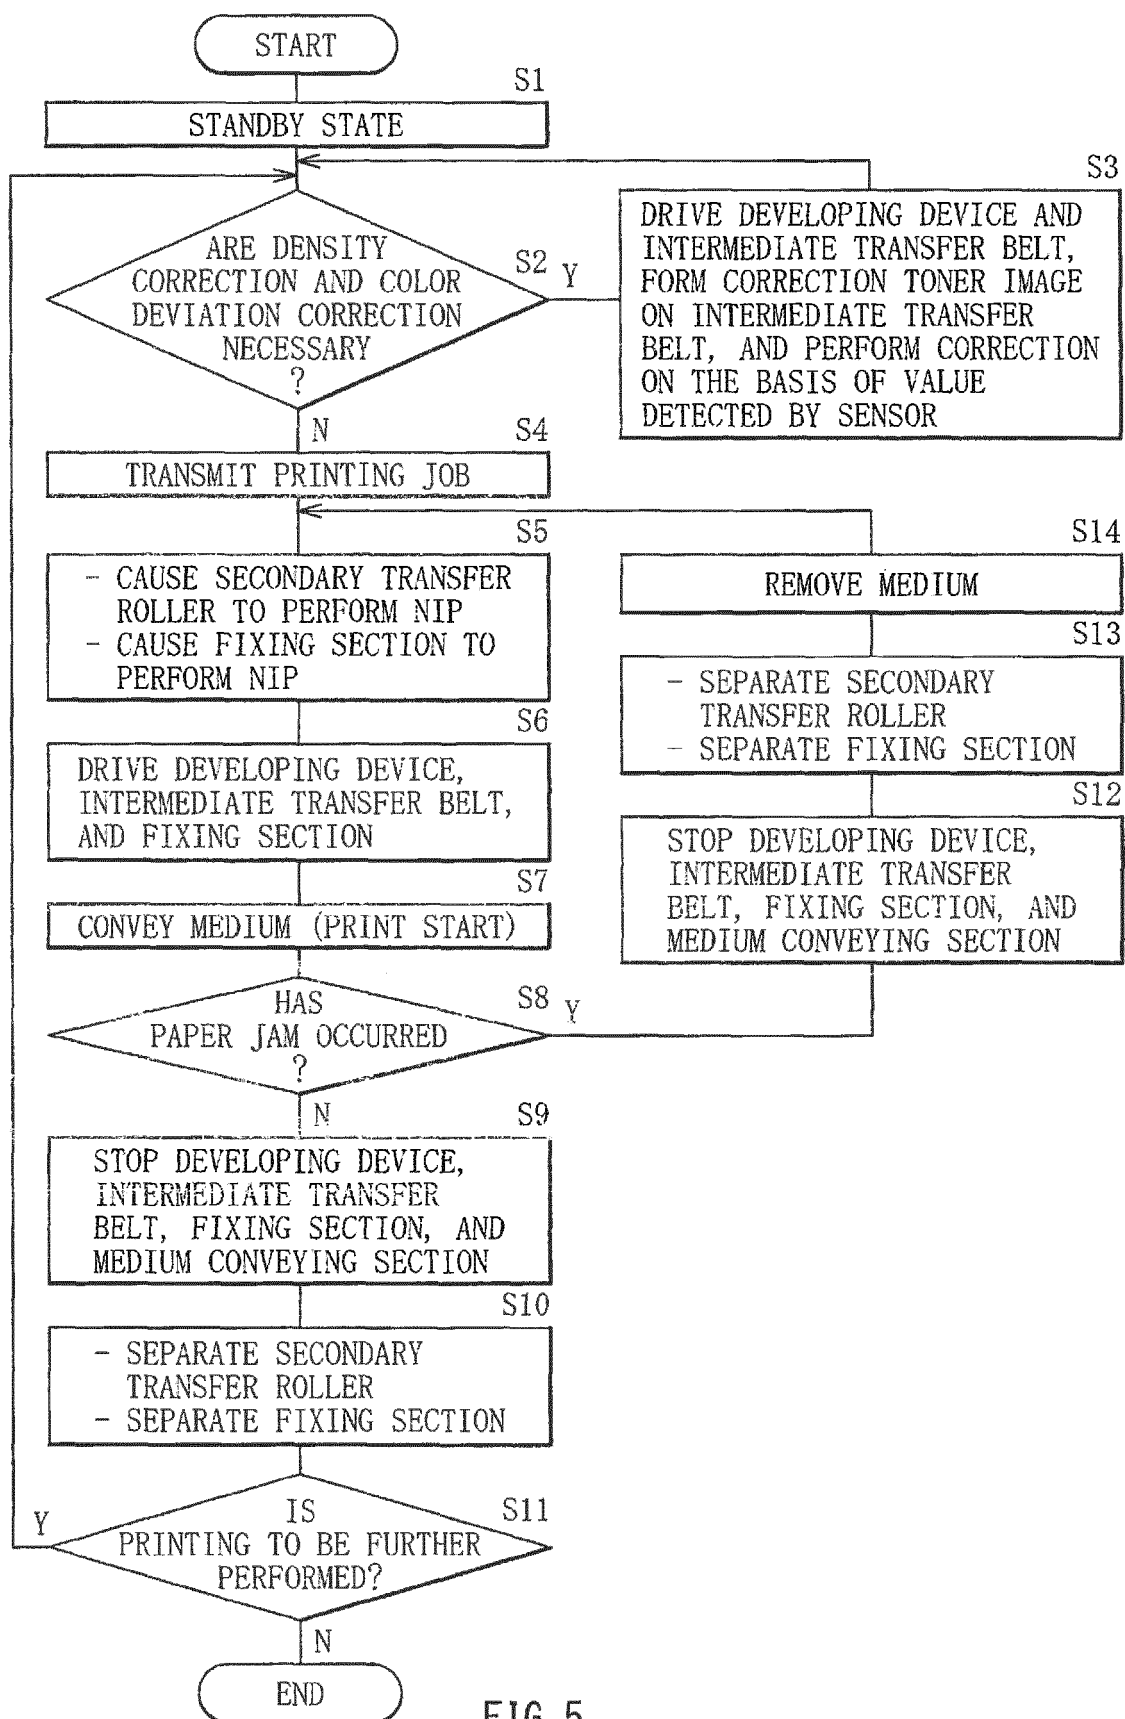 START
S1
STANDBY STATE
ARE DENSITY
CORRECTION AND COLOR
DEVIATION CORRECTION
NECESSARY
?
S2
Y
N
S3
DRIVE DEVELOPING DEVICE AND
INTERMEDIATE TRANSFER BELT,
FORM CORRECTION TONER IMAGE
ON INTERMEDIATE TRANSFER
BELT, AND PERFORM CORRECTION
ON THE BASIS OF VALUE
DETECTED BY SENSOR
S4
TRANSMIT PRINTING JOB
S5
- CAUSE SECONDARY TRANSFER
ROLLER TO PERFORM NIP
- CAUSE FIXING SECTION TO
PERFORM NIP
S6
DRIVE DEVELOPING DEVICE,
INTERMEDIATE TRANSFER BELT,
AND FIXING SECTION
S7
CONVEY MEDIUM (PRINT START)
S8
HAS
PAPER JAM OCCURRED
?
Y
N
S14
REMOVE MEDIUM
S13
- SEPARATE SECONDARY
TRANSFER ROLLER
- SEPARATE FIXING SECTION
S12
STOP DEVELOPING DEVICE,
INTERMEDIATE TRANSFER
BELT, FIXING SECTION, AND
MEDIUM CONVEYING SECTION
S9
STOP DEVELOPING DEVICE,
INTERMEDIATE TRANSFER
BELT, FIXING SECTION, AND
MEDIUM CONVEYING SECTION
S10
- SEPARATE SECONDARY
TRANSFER ROLLER
- SEPARATE FIXING SECTION
S11
IS
PRINTING TO BE FURTHER
PERFORMED?
Y
N
END
FIG. 5